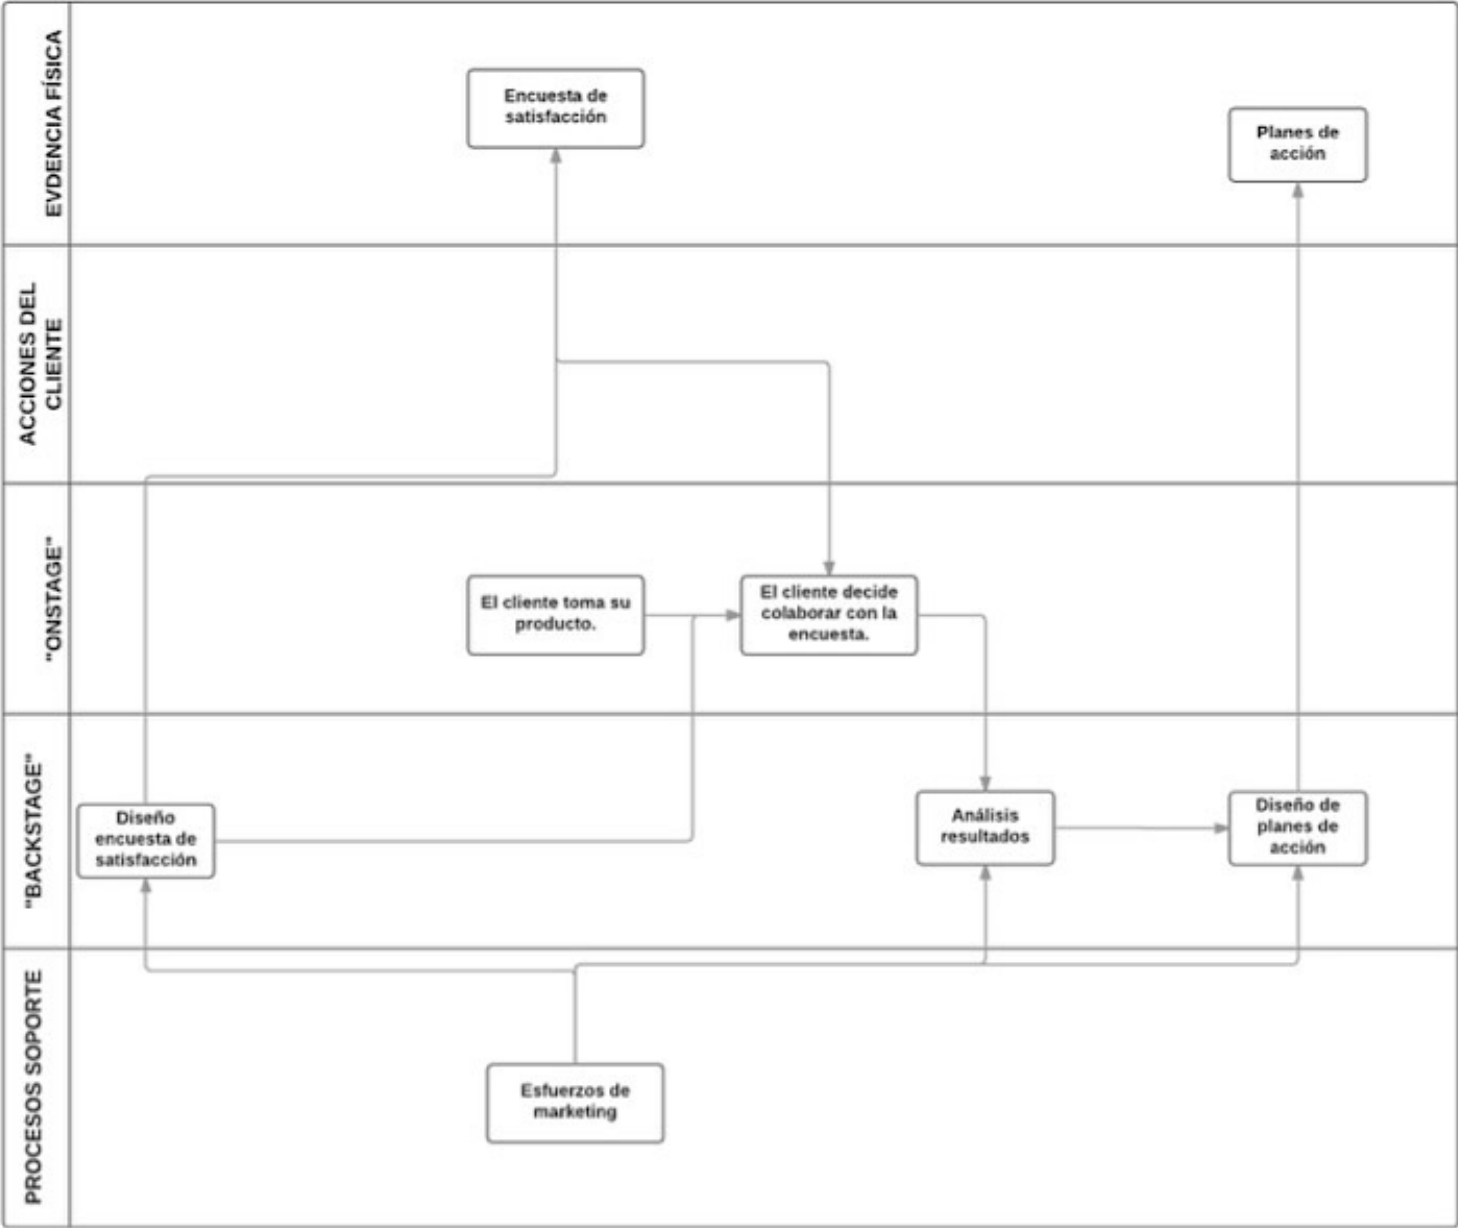 EVDENCIA FÍSICA
Encuesta de
satisfacción
Planes de
acción
ACCIONES DEL
CLIENTE
"ONSTAGE"
El cliente toma su
producto.
El cliente decide
colaborar con la
encuesta.
"BACKSTAGE"
Diseño
encuesta de
satisfacción
Análisis
resultados
Diseño de
planes de
acción
PROCESOS SOPORTE
Esfuerzos de
marketing